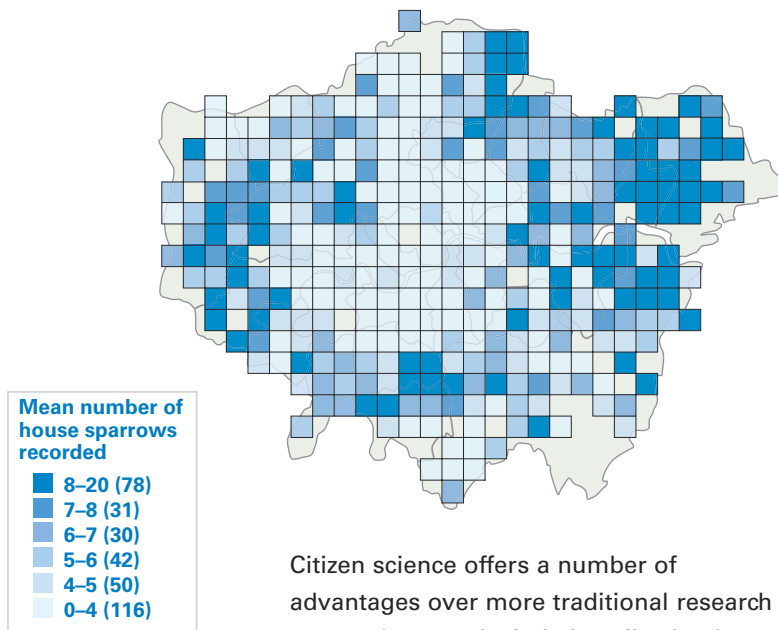 Mean number of
house sparrows
recorded
8–20 (78)
7–8 (31)
6–7 (30)
5–6 (42)
4–5 (50)
0–4 (116)
Citizen science offers a number of
advantages over more traditional research